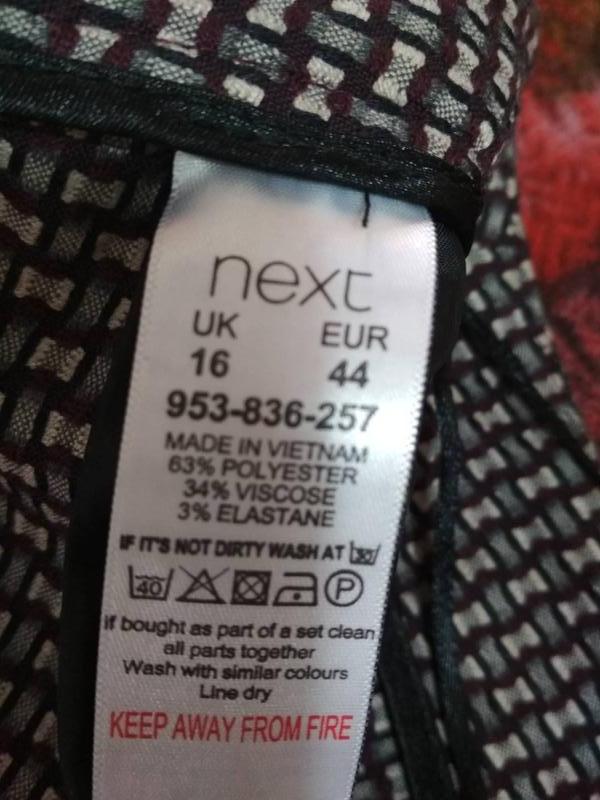 next
UK EUR
16 44
953-836-257
MADE IN VIETNAM
63% POLYESTER
34% VISCOSE
3% ELASTANE
IF IT'S NOT DIRTY WASH AT 30
40 P
if bought as part of a set clean
all parts together
Wash with similar colours
Line dry
KEEP AWAY FROM FIRE